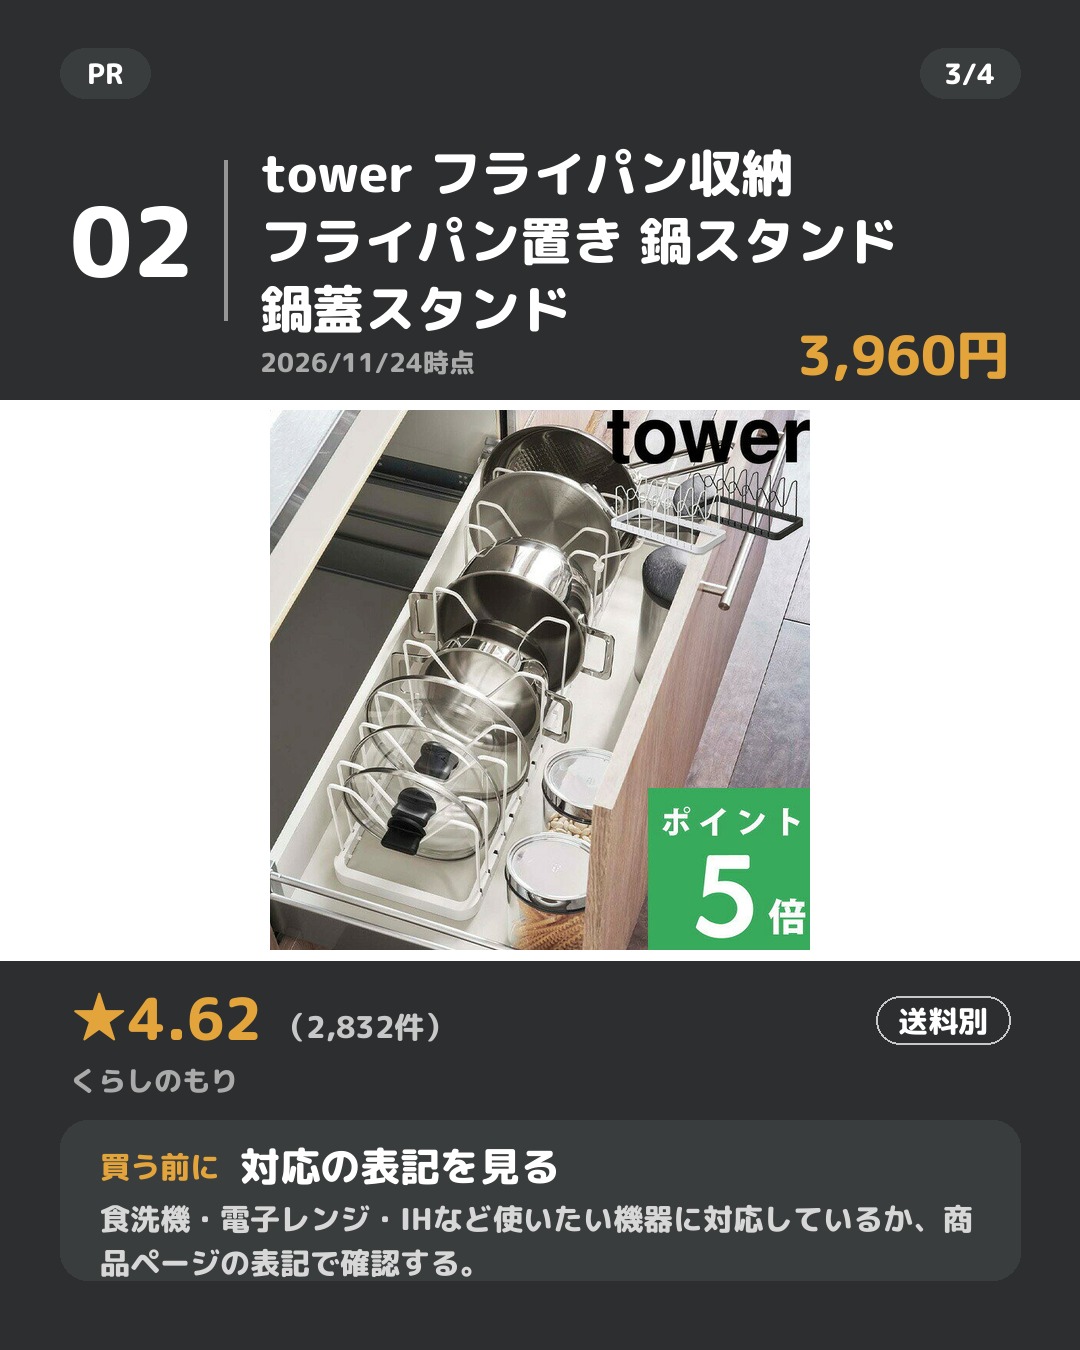 PR
3/4
02
tower フライパン収納
フライパン置き 鍋スタンド
鍋蓋スタンド
2026/11/24時点
3,960円
tower
ポイント
5倍
★4.62 (2,832件)
送料別
くらしのもり
買う前に 対応の表記を見る
食洗機・電子レンジ・IHなど使いたい機器に対応しているか、商
品ページの表記で確認する。